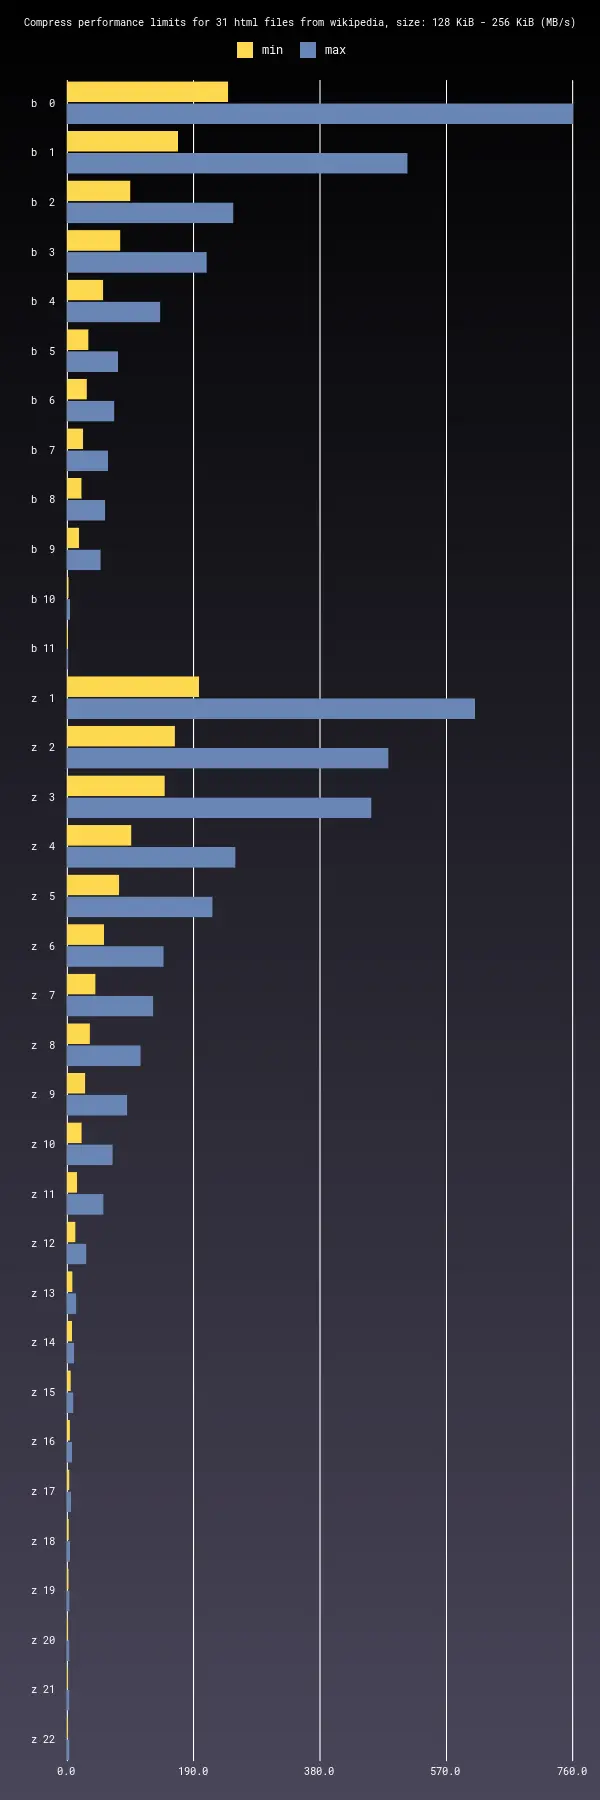 Compress performance limits for 31 html files from wikipedia, size: 128 KiB - 256 KiB (MB/s)
min max
b 0
b 1
b 2
b 3
b 4
b 5
b 6
b 7
b 8
b 9
b 10
b 11
z 1
z 2
z 3
z 4
z 5
z 6
z 7
z 8
z 9
z 10
z 11
z 12
z 13
z 14
z 15
z 16
z 17
z 18
z 19
z 20
z 21
z 22
0.0 190.0 380.0 570.0 760.0